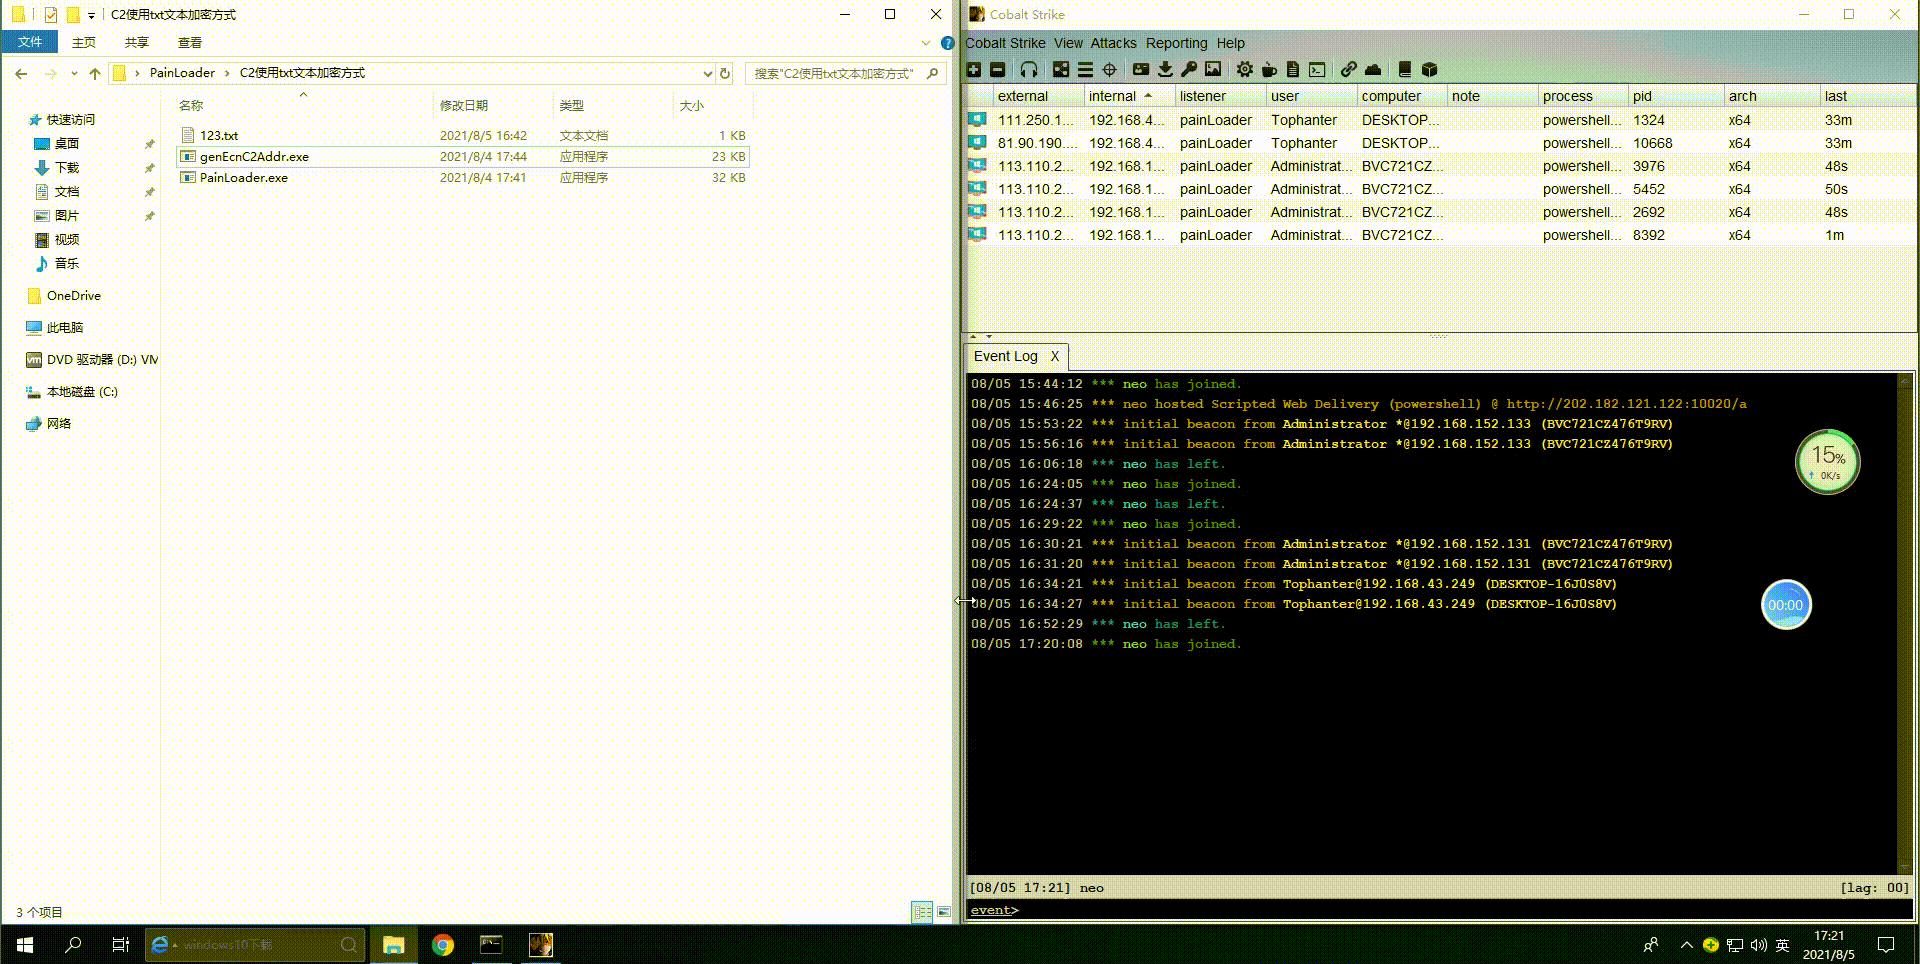 C2使用txt文本加密方式
文件 主页 共享 查看
PainLoader › C2使用txt文本加密方式 搜索"C2使用txt文本加密方式"
名称 修改日期 类型 大小
快速访问
桌面
下载
文档
图片
视频
音乐
OneDrive
此电脑
DVD 驱动器 (D:) VM
本地磁盘 (C:)
网络
123.txt 2021/8/5 16:42 文本文档 1 KB
genEcnC2Addr.exe 2021/8/4 17:44 应用程序 23 KB
PainLoader.exe 2021/8/4 17:41 应用程序 32 KB
3 个项目
Cobalt Strike
Cobalt Strike View Attacks Reporting Help
external internal listener user computer note process pid arch last
111.250.1... 192.168.4... painLoader Tophanter DESKTOP... powershell... 1324 x64 33m
81.90.190.... 192.168.4... painLoader Tophanter DESKTOP... powershell... 10668 x64 33m
113.110.2... 192.168.1... painLoader Administrat... BVC721CZ... powershell... 3976 x64 48s
113.110.2... 192.168.1... painLoader Administrat... BVC721CZ... powershell... 5452 x64 50s
113.110.2... 192.168.1... painLoader Administrat... BVC721CZ... powershell... 2692 x64 48s
113.110.2... 192.168.1... painLoader Administrat... BVC721CZ... powershell... 8392 x64 1m
Event Log X
08/05 15:44:12 *** neo has joined.
08/05 15:46:25 *** neo hosted Scripted Web Delivery (powershell) @ http://202.182.121.122:10020/a
08/05 15:53:22 *** initial beacon from Administrator *@192.168.152.133 (BVC721CZ476T9RV)
08/05 15:56:16 *** initial beacon from Administrator *@192.168.152.133 (BVC721CZ476T9RV)
08/05 16:06:18 *** neo has left.
08/05 16:24:05 *** neo has joined.
08/05 16:24:37 *** neo has left.
08/05 16:29:22 *** neo has joined.
08/05 16:30:21 *** initial beacon from Administrator *@192.168.152.131 (BVC721CZ476T9RV)
08/05 16:31:20 *** initial beacon from Administrator *@192.168.152.131 (BVC721CZ476T9RV)
08/05 16:34:21 *** initial beacon from Tophanter@192.168.43.249 (DESKTOP-16J0S8V)
08/05 16:34:27 *** initial beacon from Tophanter@192.168.43.249 (DESKTOP-16J0S8V)
08/05 16:52:29 *** neo has left.
08/05 17:20:08 *** neo has joined.
15%
0K/s
00:00
[08/05 17:21] neo [lag: 00]
event>
windows10下载
英
17:21
2021/8/5